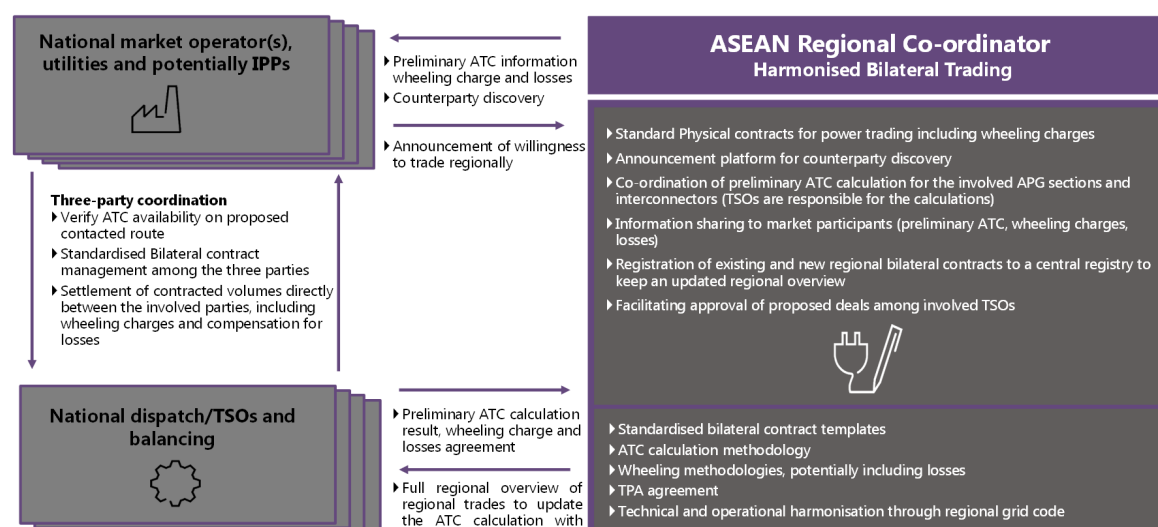 National market operator(s),
utilities and potentially IPPs
Preliminary ATC information
wheeling charge and losses
Counterparty discovery
Announcement of willingness
to trade regionally
ASEAN Regional Co-ordinator
Harmonised Bilateral Trading
Standard Physical contracts for power trading including wheeling charges
Announcement platform for counterparty discovery
Co-ordination of preliminary ATC calculation for the involved APG sections and
interconnectors (TSOs are responsible for the calculations)
Information sharing to market participants (preliminary ATC, wheeling charges,
losses)
Registration of existing and new regional bilateral contracts to a central registry to
keep an updated regional overview
Facilitating approval of proposed deals among involved TSOs
Three-party coordination
Verify ATC availability on proposed
contacted route
Standardised Bilateral contract
management among the three parties
Settlement of contracted volumes directly
between the involved parties, including
wheeling charges and compensation for
losses
National dispatch/TSOs and
balancing
Preliminary ATC calculation
result, wheeling charge and
losses agreement
Full regional overview of
regional trades to update
the ATC calculation with
Standardised bilateral contract templates
ATC calculation methodology
Wheeling methodologies, potentially including losses
TPA agreement
Technical and operational harmonisation through regional grid code